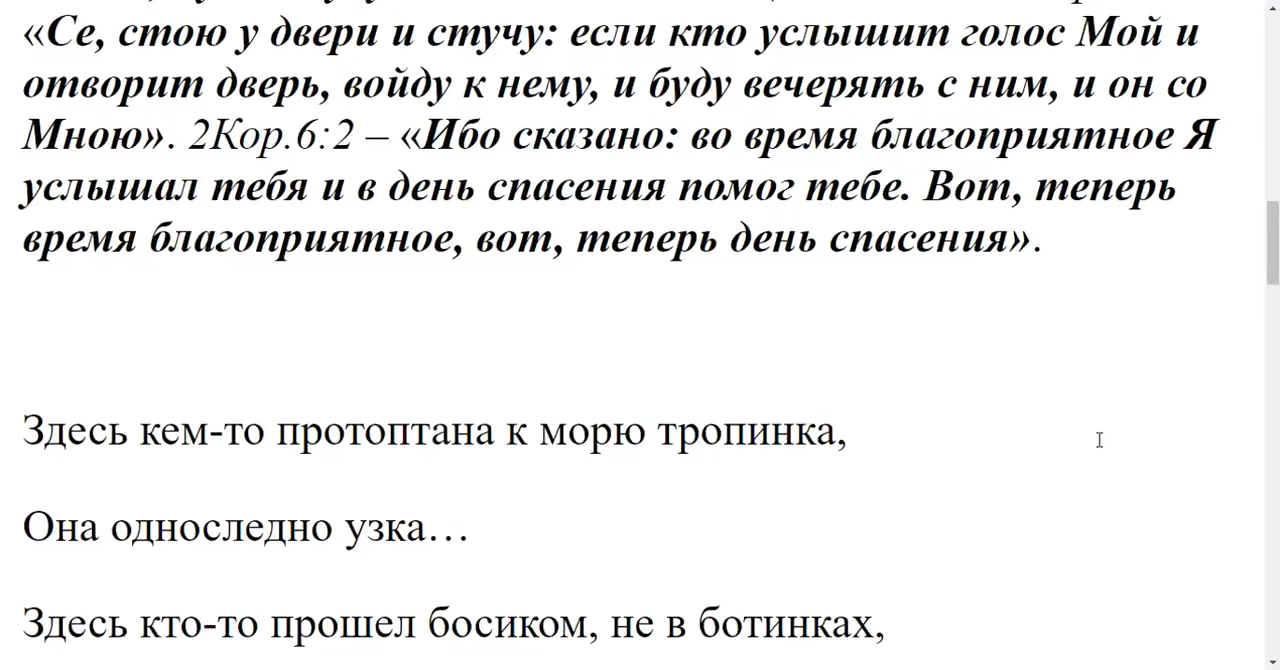 «Се, стою у двери и стучу: если кто услышит голос Мой и
отворит дверь, войду к нему, и буду вечерять с ним, и он со
Мною». 2Кор.6:2 – «Ибо сказано: во время благоприятное Я
услышал тебя и в день спасения помог тебе. Вот, теперь
время благоприятное, вот, теперь день спасения».
Здесь кем-то протоптана к морю тропинка,
Она односледно узка…
Здесь кто-то прошел босиком, не в ботинках,